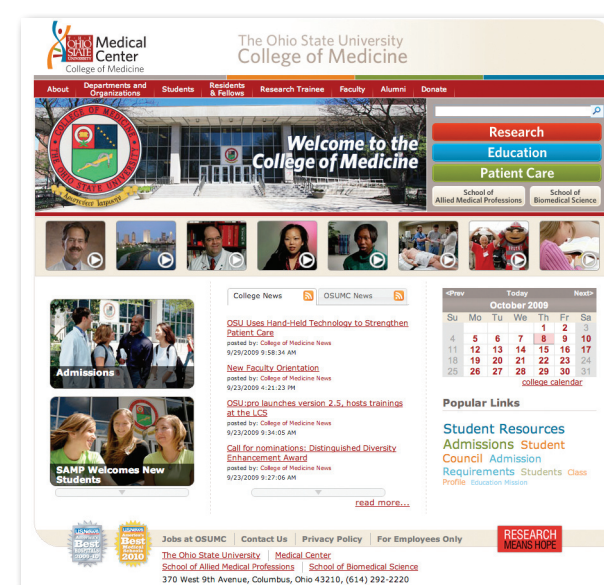 OHIO STATE UNIVERSITY
Medical Center
College of Medicine
The Ohio State University
College of Medicine
About
Departments and Organizations
Students
Residents & Fellows
Research Trainee
Faculty
Alumni
Donate
COLLEGE OF MEDICINE
THE OHIO STATE UNIVERSITY
Welcome to the
College of Medicine
Research
Education
Patient Care
School of
Allied Medical Professions
School of
Biomedical Science
Admissions
SAMP Welcomes New
Students
College News
OSUMC News
OSU Uses Hand-Held Technology to Strengthen
Patient Care
posted by: College of Medicine News
9/29/2009 9:58:34 AM
New Faculty Orientation
posted by: College of Medicine News
9/23/2009 4:21:23 PM
OSU:pro launches version 2.5, hosts trainings
at the LCS
posted by: College of Medicine News
9/23/2009 9:34:05 AM
Call for nominations: Distinguished Diversity
Enhancement Award
posted by: College of Medicine News
9/23/2009 9:27:06 AM
read more...
<Prev Today Next>
October 2009
Su Mo Tu We Th Fr Sa
1 2 3
4 5 6 7 8 9 10
11 12 13 14 15 16 17
18 19 20 21 22 23 24
25 26 27 28 29 30 31
college calendar
Popular Links
Student Resources
Admissions Student
Council Admission
Requirements Students Class
Profile Education Mission
USNews
Best
HOSPITALS
USNews
Best
Medical
Schools
2010
Jobs at OSUMC
Contact Us
Privacy Policy
For Employees Only
RESEARCH
MEANS HOPE
The Ohio State University
Medical Center
School of Allied Medical Professions
School of Biomedical Science
370 West 9th Avenue, Columbus, Ohio 43210, (614) 292-2220